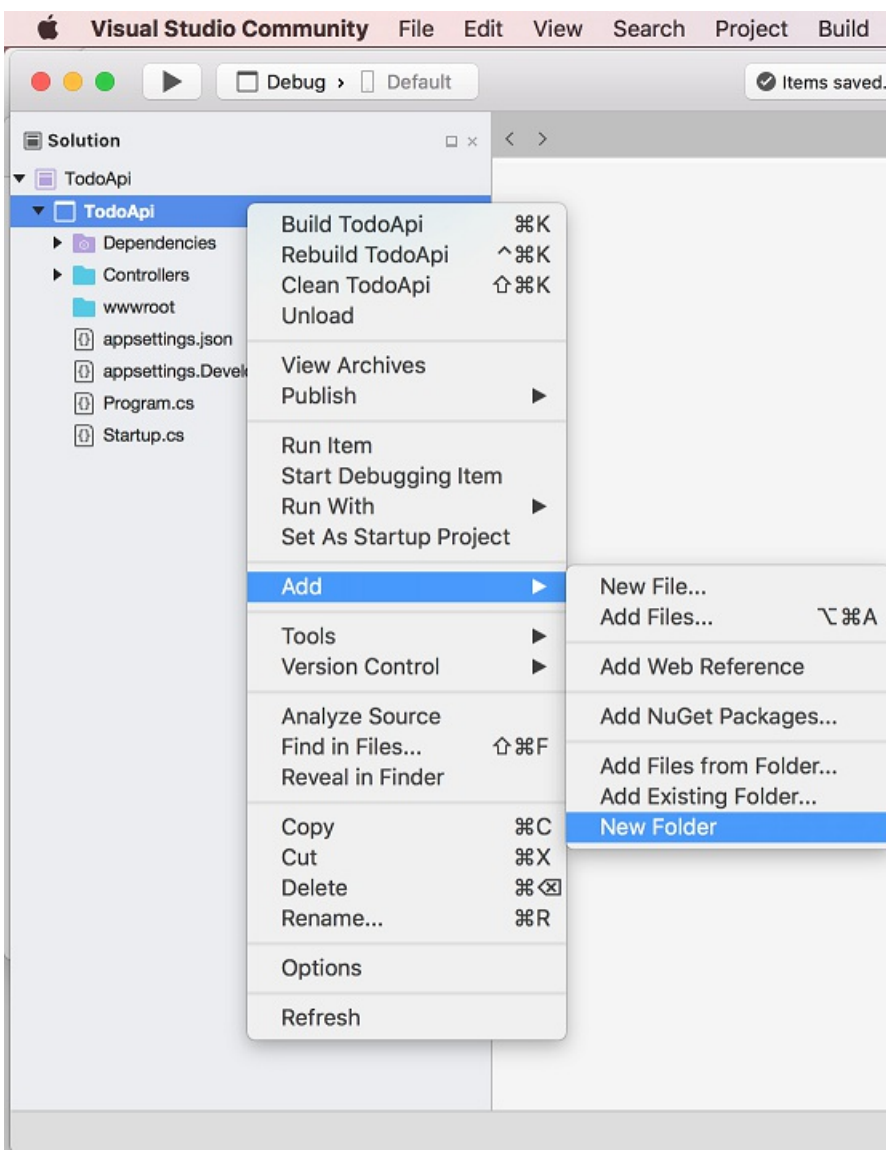 Visual Studio Community File Edit View Search Project Build
Debug › Default
Items saved.
Solution
TodoApi
TodoApi
Dependencies
Controllers
wwwroot
appsettings.json
appsettings.Devel
Program.cs
Startup.cs
Build TodoApi ⌘K
Rebuild TodoApi ^⌘K
Clean TodoApi ⇧⌘K
Unload
View Archives
Publish
Run Item
Start Debugging Item
Run With
Set As Startup Project
Add
Tools
Version Control
Analyze Source
Find in Files... ⇧⌘F
Reveal in Finder
Copy ⌘C
Cut ⌘X
Delete ⌘⌫
Rename... ⌘R
Options
Refresh
New File...
Add Files... ⌥⌘A
Add Web Reference
Add NuGet Packages...
Add Files from Folder...
Add Existing Folder...
New Folder